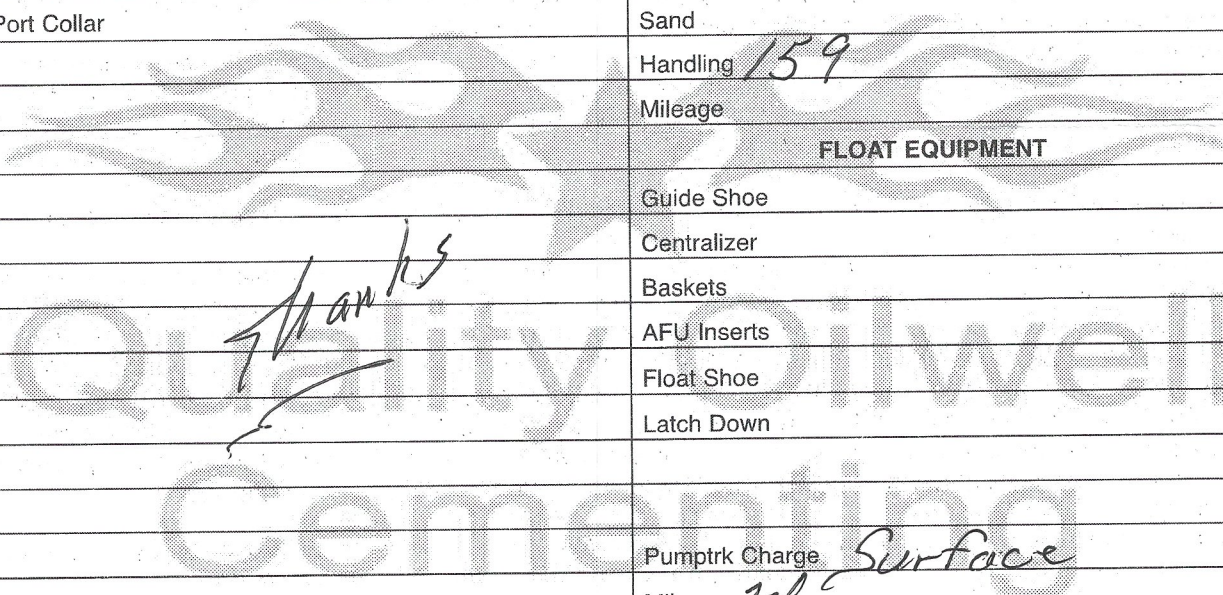 Port Collar
Sand
Handling 159
Mileage
FLOAT EQUIPMENT
Guide Shoe
Centralizer
Baskets
AFU Inserts
Float Shoe
Latch Down
Thanks
Quality Oilwell
Cementing
Pumptrk Charge Surface